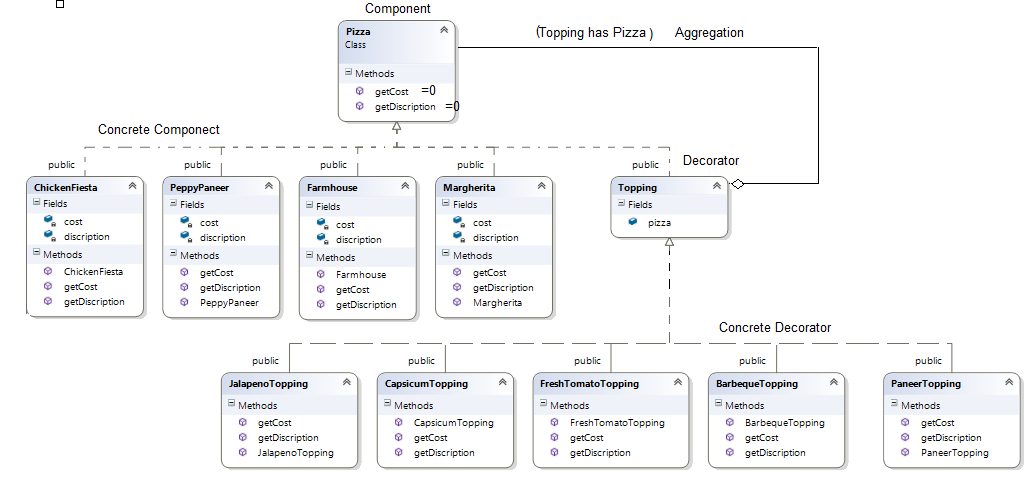 Component
Pizza
Class
Methods
getCost =0
getDiscription =0
(Topping has Pizza ) Aggregation
Concrete Componect
Decorator
public
ChickenFiesta
Fields
cost
discription
Methods
ChickenFiesta
getCost
getDiscription
public
PeppyPaneer
Fields
cost
discription
Methods
getCost
getDiscription
PeppyPaneer
public
Farmhouse
Fields
cost
discription
Methods
Farmhouse
getCost
getDiscription
public
Margherita
Fields
cost
discription
Methods
getCost
getDiscription
Margherita
public
Topping
Fields
pizza
Concrete Decorator
public
JalapenoTopping
Methods
getCost
getDiscription
JalapenoTopping
public
CapsicumTopping
Methods
CapsicumTopping
getCost
getDiscription
public
FreshTomatoTopping
Methods
FreshTomatoTopping
getCost
getDiscription
public
BarbequeTopping
Methods
BarbequeTopping
getCost
getDiscription
public
PaneerTopping
Methods
getCost
getDiscription
PaneerTopping